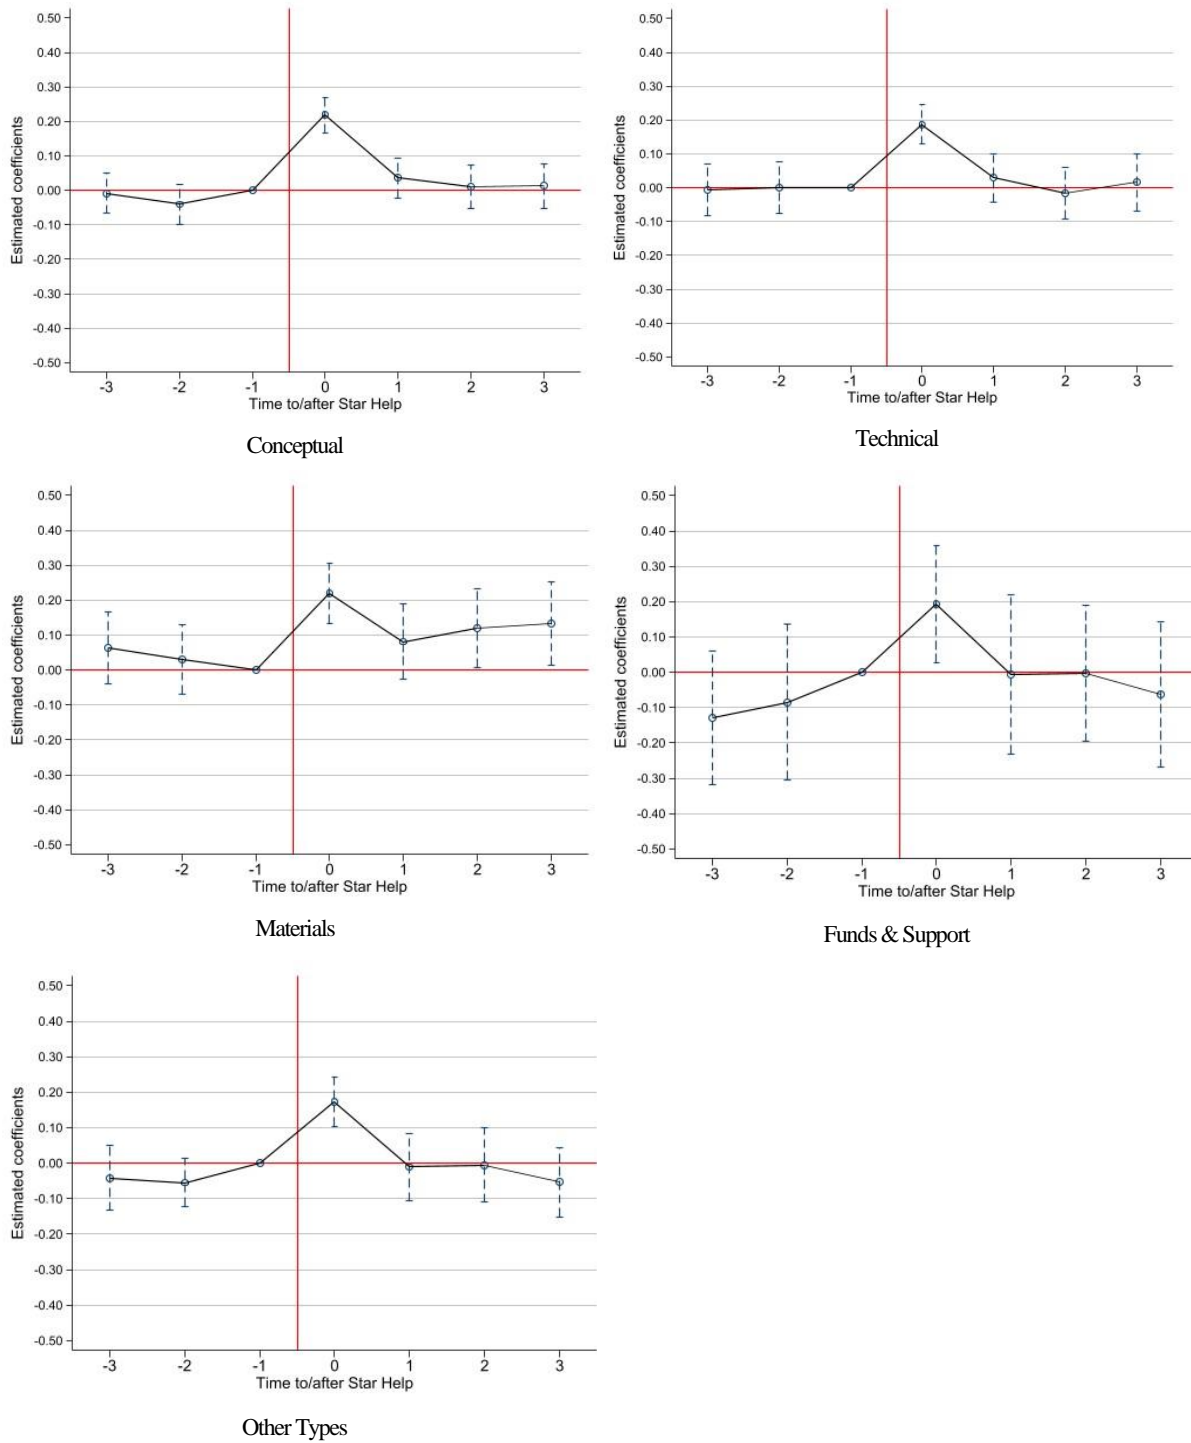 0.50
0.40
0.30
0.20
0.10
0.00
-0.10
-0.20
-0.30
-0.40
-0.50
Estimated coefficients
-3 -2 -1 0 1 2 3
Time to/after Star Help
Conceptual
0.50
0.40
0.30
0.20
0.10
0.00
-0.10
-0.20
-0.30
-0.40
-0.50
Estimated coefficients
-3 -2 -1 0 1 2 3
Time to/after Star Help
Technical
0.50
0.40
0.30
0.20
0.10
0.00
-0.10
-0.20
-0.30
-0.40
-0.50
Estimated coefficients
-3 -2 -1 0 1 2 3
Time to/after Star Help
Materials
0.50
0.40
0.30
0.20
0.10
0.00
-0.10
-0.20
-0.30
-0.40
-0.50
Estimated coefficients
-3 -2 -1 0 1 2 3
Time to/after Star Help
Funds & Support
0.50
0.40
0.30
0.20
0.10
0.00
-0.10
-0.20
-0.30
-0.40
-0.50
Estimated coefficients
-3 -2 -1 0 1 2 3
Time to/after Star Help
Other Types